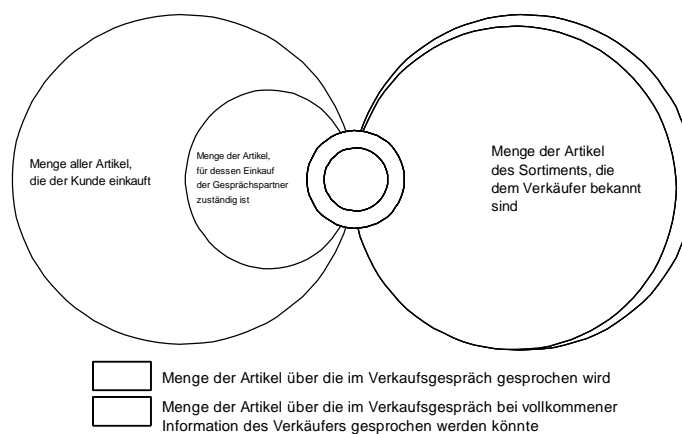 Menge aller Artikel,
die der Kunde einkauft
Menge der Artikel,
für dessen Einkauf
der Gesprächspartner
zuständig ist
Menge der Artikel
des Sortiments, die
dem Verkäufer bekannt
sind
Menge der Artikel über die im Verkaufsgespräch gesprochen wird
Menge der Artikel über die im Verkaufsgespräch bei vollkommener
Information des Verkäufers gesprochen werden könnte